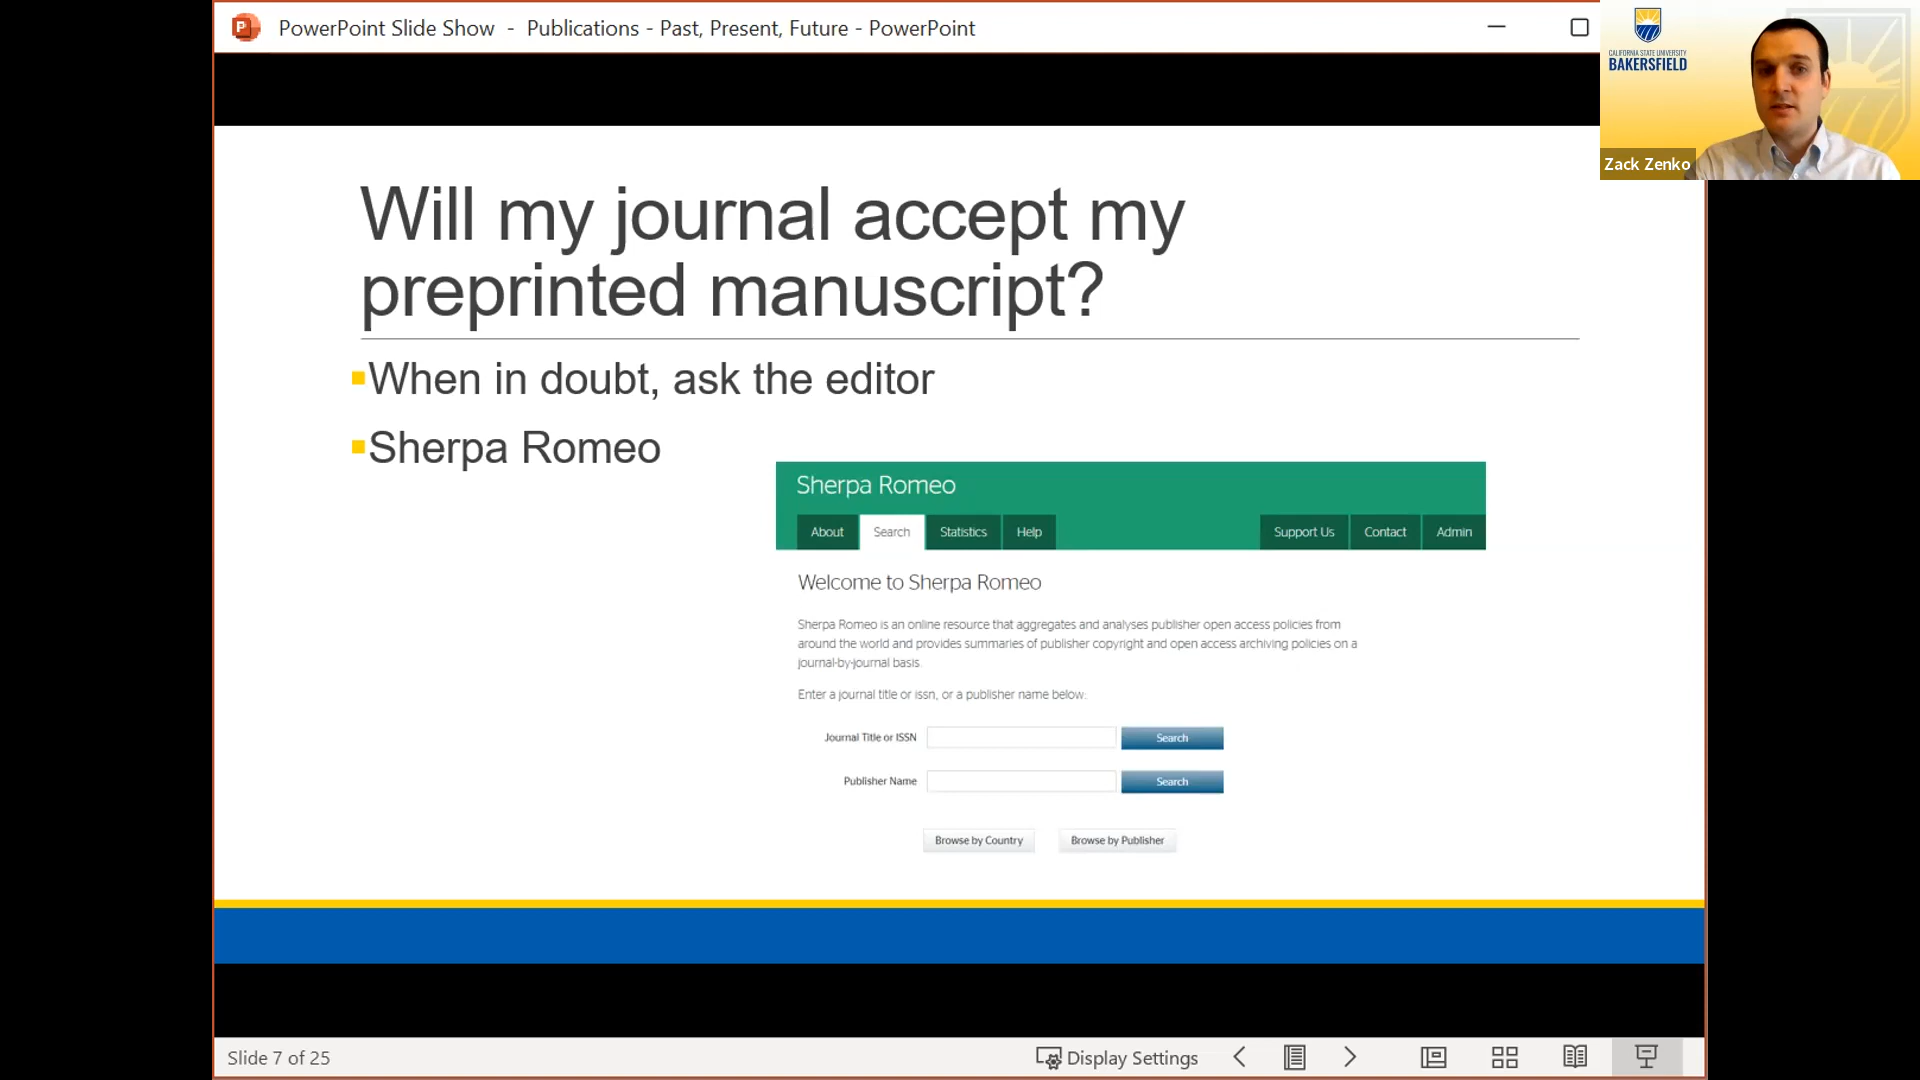 PowerPoint Slide Show - Publications - Past, Present, Future - PowerPoint
CALIFORNIA STATE UNIVERSITY
BAKERSFIELD
Zack Zenko
Will my journal accept my
preprinted manuscript?
When in doubt, ask the editor
Sherpa Romeo
Sherpa Romeo
About Search Statistics Help Support Us Contact Admin
Welcome to Sherpa Romeo
Sherpa Romeo is an online resource that aggregates and analyses publisher open access policies from
around the world and provides summaries of publisher copyright and open access archiving policies on a
journal-by-journal basis.
Enter a journal title or issn, or a publisher name below:
Journal Title or ISSN Search
Publisher Name Search
Browse by Country Browse by Publisher
Slide 7 of 25 Display Settings